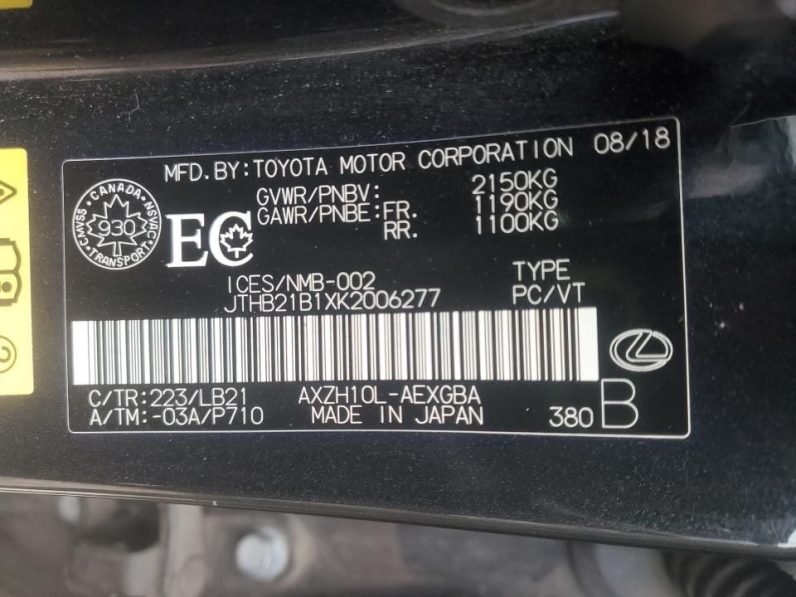 MFD.BY:TOYOTA MOTOR CORPORATION 08/18
GVWR/PNBV: 2150KG
GAWR/PNBE:FR. 1190KG
RR. 1100KG
CANADA
CMVSS
930
NSVAC
TRANSPORT
EC
ICES/NMB-002 TYPE
JTHB21B1XK2006277 PC/VT
C/TR:223/LB21 AXZH10L-AEXGBA
A/TM:-03A/P710 MADE IN JAPAN 380 B